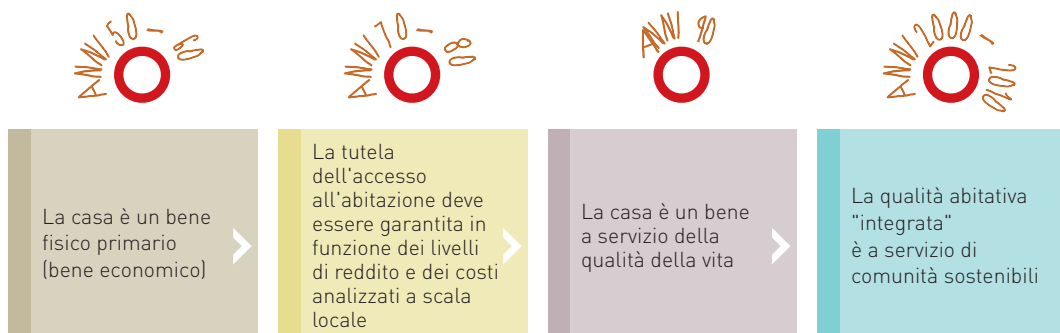 ANNI 50 - 60
La casa è un bene
fisico primario
(bene economico)
ANNI 70 - 80
La tutela
dell'accesso
all'abitazione deve
essere garantita in
funzione dei livelli
di reddito e dei costi
analizzati a scala
locale
ANNI 90
La casa è un bene
a servizio della
qualità della vita
ANNI 2000 - 2010
La qualità abitativa
"integrata"
è a servizio di
comunità sostenibili